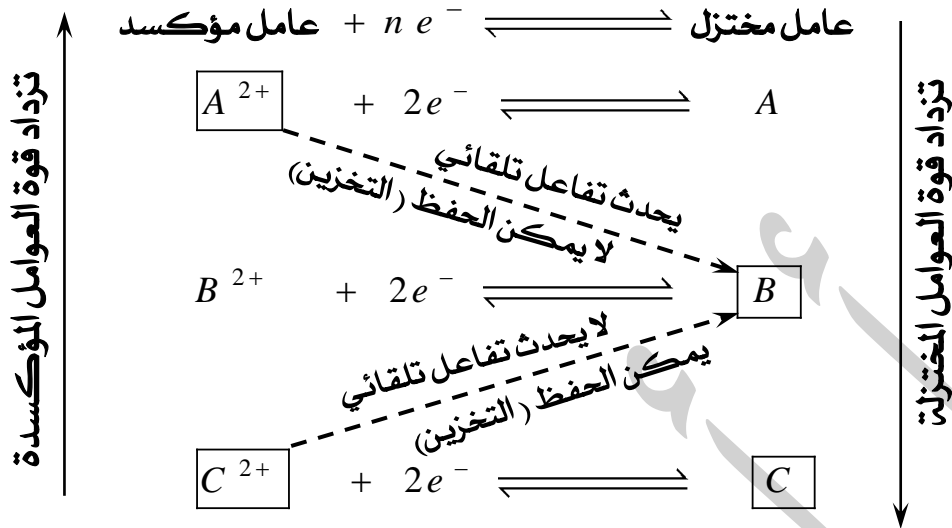 عامل مؤكسد + n e⁻ ⇌ عامل مختزل
تزداد قوة العوامل المؤكسدة
تزداد قوة العوامل المختزلة
A²⁺ + 2e⁻ ⇌ A
يحدث تفاعل تلقائي
لا يمكن الحفظ (التخزين)
B²⁺ + 2e⁻ ⇌ B
لا يحدث تفاعل تلقائي
يمكن الحفظ (التخزين)
C²⁺ + 2e⁻ ⇌ C